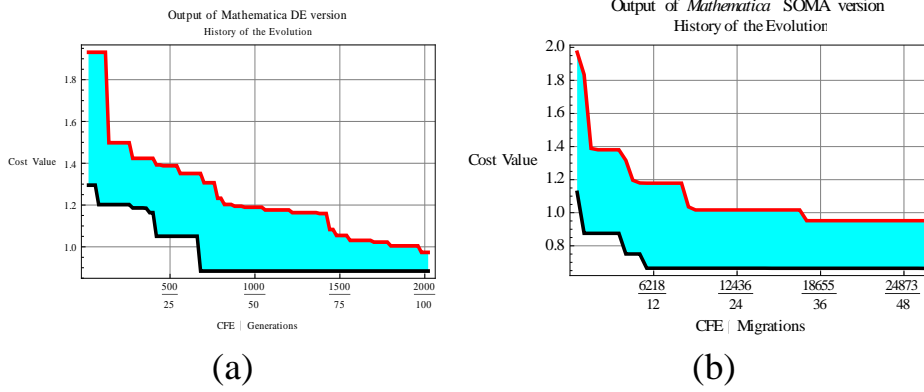 Output of Mathematica DE version
History of the Evolution
1.8
1.6
1.4
1.2
1.0
Cost Value
500
25
1000
50
1500
75
2000
100
CFE | Generations
(a)
Output of Mathematica SOMA version
History of the Evolution
2.0
1.8
1.6
1.4
1.2
1.0
0.8
Cost Value
6218
12
12436
24
18655
36
24873
48
CFE | Migrations
(b)